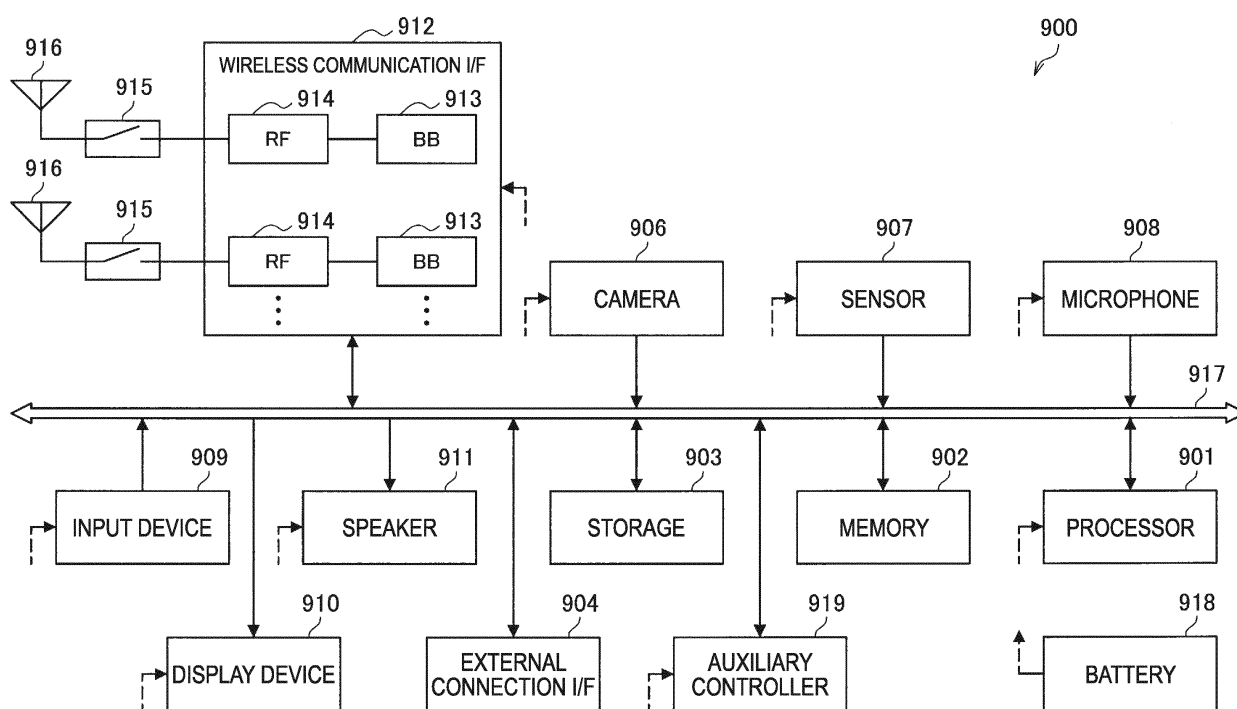 912
900
916
WIRELESS COMMUNICATION I/F
915
914
913
RF
BB
916
915
914
913
RF
BB
906
907
908
CAMERA
SENSOR
MICROPHONE
917
909
911
903
902
901
INPUT DEVICE
SPEAKER
STORAGE
MEMORY
PROCESSOR
910
904
919
918
DISPLAY DEVICE
EXTERNAL
CONNECTION I/F
AUXILIARY
CONTROLLER
BATTERY